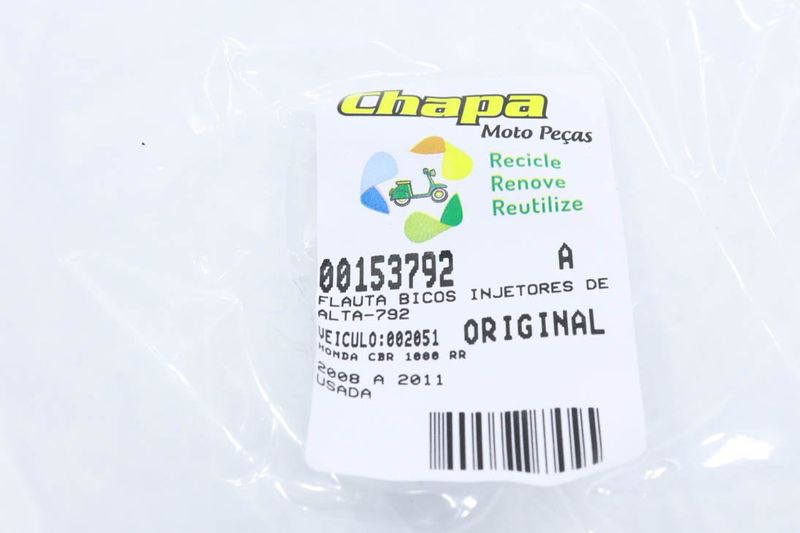 Chapa
Moto Peças
Recicle
Renove
Reutilize
00153792 A
FLAUTA BICOS INJETORES DE
ALTA-792
VEICULO:002051 ORIGINAL
HONDA CBR 1000 RR
2008 A 2011
USADA